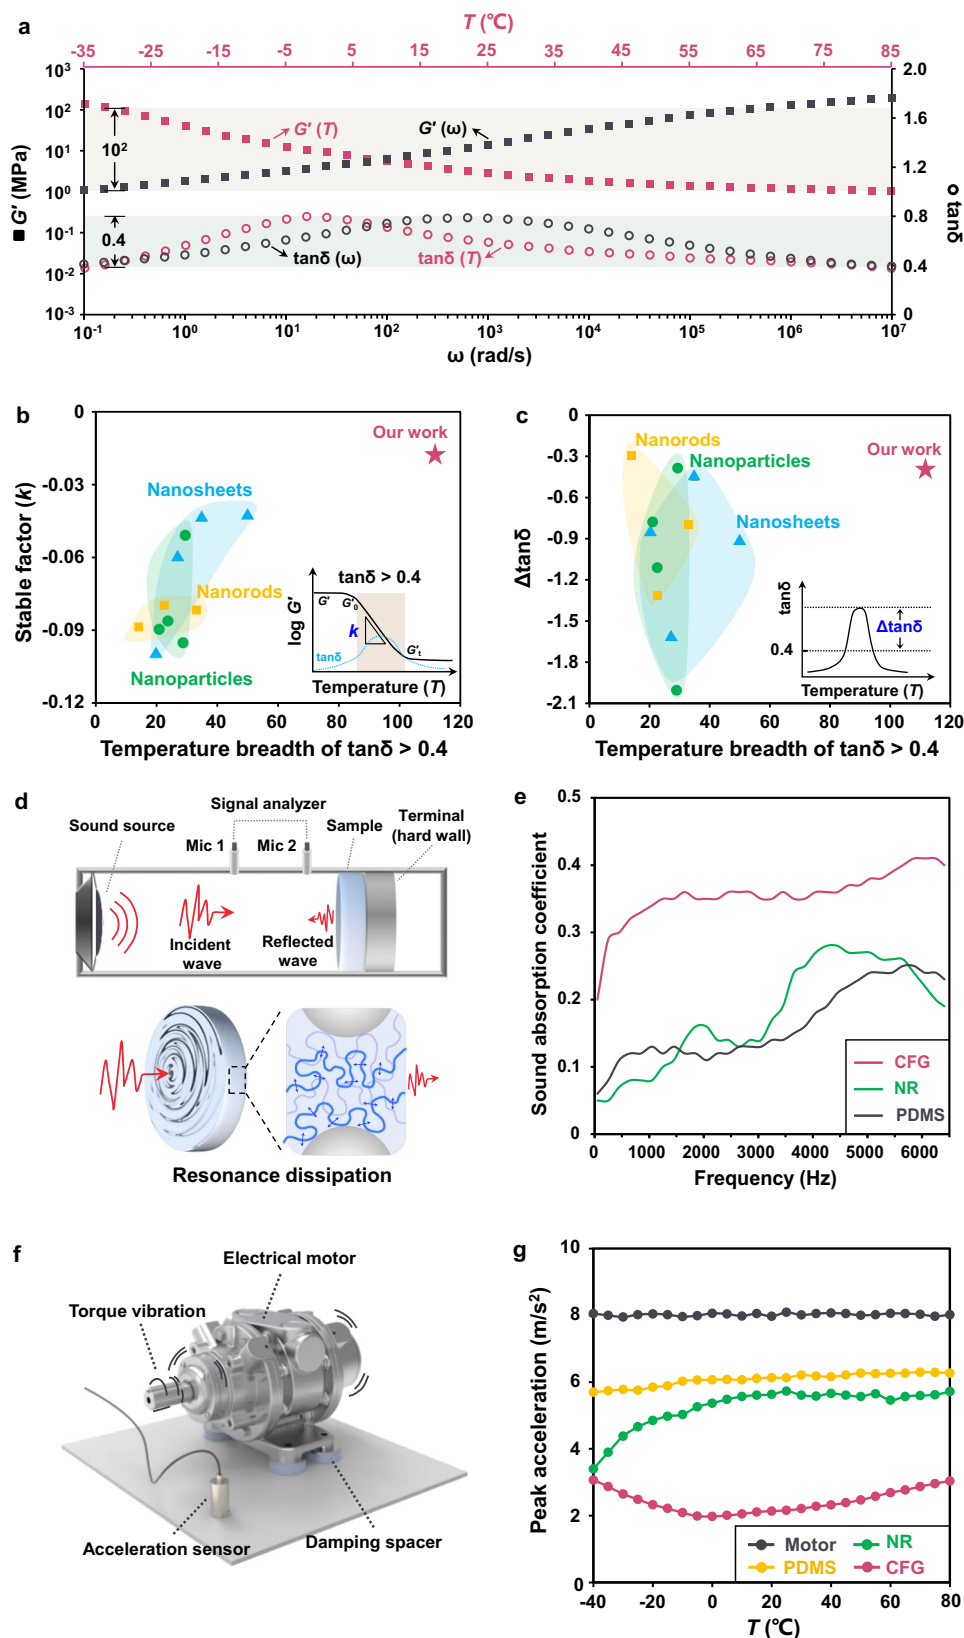 a
T (℃)
-35 -25 -15 -5 5 15 25 35 45 55 65 75 85
10³ 10² 10¹ 10⁰ 10⁻¹ 10⁻² 10⁻³
■ G′ (MPa)
2.0 1.6 1.2 0.8 0.4 0
o tanδ
G′ (T) G′ (ω)
10²
0.4
tanδ (ω) tanδ (T)
10⁻¹ 10⁰ 10¹ 10² 10³ 10⁴ 10⁵ 10⁶ 10⁷
ω (rad/s)
b
0 -0.03 -0.06 -0.09 -0.12
Stable factor (k)
Our work
Nanosheets
Nanorods
Nanoparticles
tanδ > 0.4
log G′
G′ G′₀
k
G′ₜ
tanδ
Temperature (T)
0 20 40 60 80 100 120
Temperature breadth of tanδ > 0.4
c
0 -0.3 -0.6 -0.9 -1.2 -1.5 -1.8 -2.1
Δtanδ
Nanorods
Our work
Nanoparticles
Nanosheets
tanδ
Δtanδ
0.4
Temperature (T)
0 20 40 60 80 100 120
Temperature breadth of tanδ > 0.4
d
Signal analyzer
Sound source
Sample
Terminal
(hard wall)
Mic 1 Mic 2
Incident
wave
Reflected
wave
Resonance dissipation
e
0.5 0.4 0.3 0.2 0.1 0
Sound absorption coefficient
CFG
NR
PDMS
0 1000 2000 3000 4000 5000 6000
Frequency (Hz)
f
Electrical motor
Torque vibration
Acceleration sensor
Damping spacer
g
10 8 6 4 2 0
Peak acceleration (m/s²)
Motor NR
PDMS CFG
-40 -20 0 20 40 60 80
T (℃)